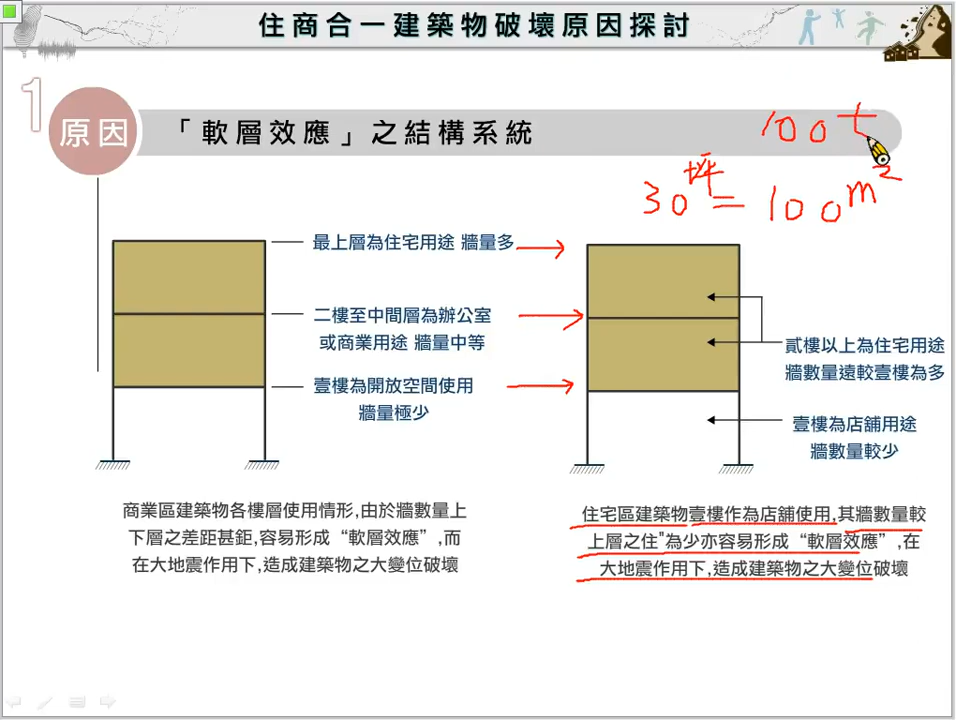 住商合一建築物破壞原因探討
1
原因
「軟層效應」之結構系統
100t
30坪=100m²
最上層為住宅用途 牆量多
二樓至中間層為辦公室
或商業用途 牆量中等
壹樓為開放空間使用
牆量極少
貳樓以上為住宅用途
牆數量遠較壹樓為多
壹樓為店舖用途
牆數量較少
商業區建築物各樓層使用情形,由於牆數量上
下層之差距甚鉅,容易形成“軟層效應”,而
在大地震作用下,造成建築物之大變位破壞
住宅區建築物壹樓作為店舖使用,其牆數量較
上層之住"為少亦容易形成“軟層效應”,在
大地震作用下,造成建築物之大變位破壞